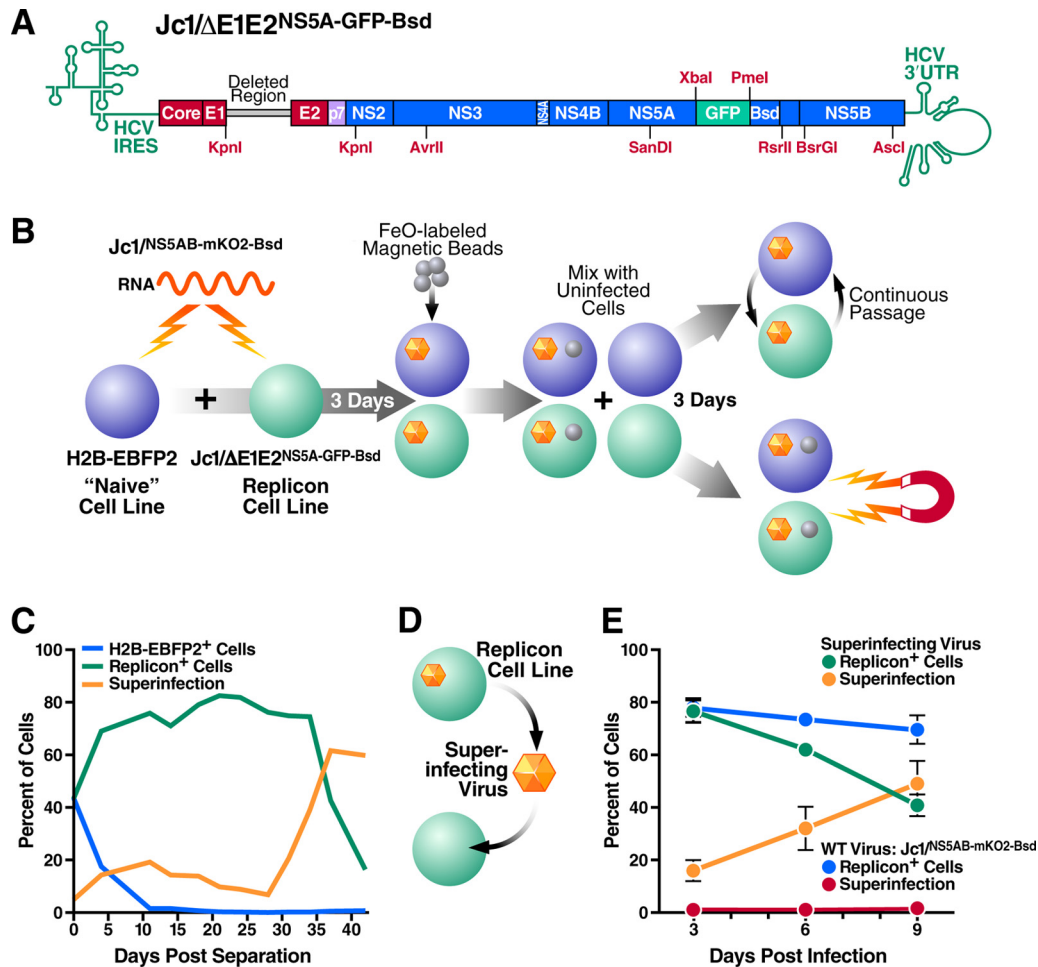 A
Jc1/ΔE1E2NS5A-GFP-Bsd
HCV
IRES
Core
E1
Deleted
Region
E2
p7
NS2
NS3
NS4A
NS4B
NS5A
GFP
Bsd
NS5B
HCV
3′UTR
XbaI
PmeI
KpnI
KpnI
AvrII
SanDI
RsrII
BsrGI
AscI
B
Jc1/NS5AB-mKO2-Bsd
RNA
FeO-labeled
Magnetic Beads
Mix with
Uninfected
Cells
Continuous
Passage
+
3 Days
+
3 Days
H2B-EBFP2
“Naive”
Cell Line
Jc1/ΔE1E2NS5A-GFP-Bsd
Replicon
Cell Line
C
H2B-EBFP2+ Cells
Replicon+ Cells
Superinfection
Percent of Cells
100
80
60
40
20
0
0
5
10
15
20
25
30
35
40
Days Post Separation
D
Replicon
Cell Line
Super-
infecting
Virus
E
Superinfecting Virus
Replicon+ Cells
Superinfection
WT Virus: Jc1/NS5AB-mKO2-Bsd
Replicon+ Cells
Superinfection
Percent of Cells
100
80
60
40
20
0
3
6
9
Days Post Infection